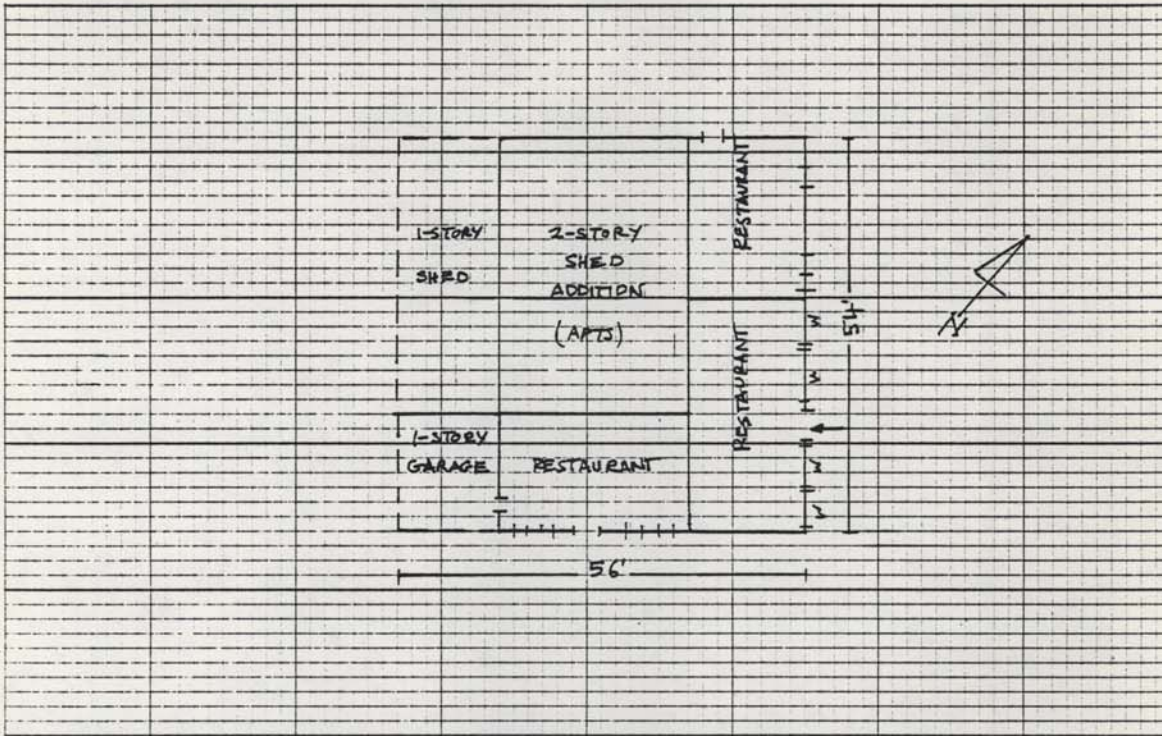 1-STORY
SHED
2-STORY
SHED
ADDITION
(APTS)
RESTAURANT
RESTAURANT
1-STORY
GARAGE
RESTAURANT
W
W
W
W
54'
56'
N